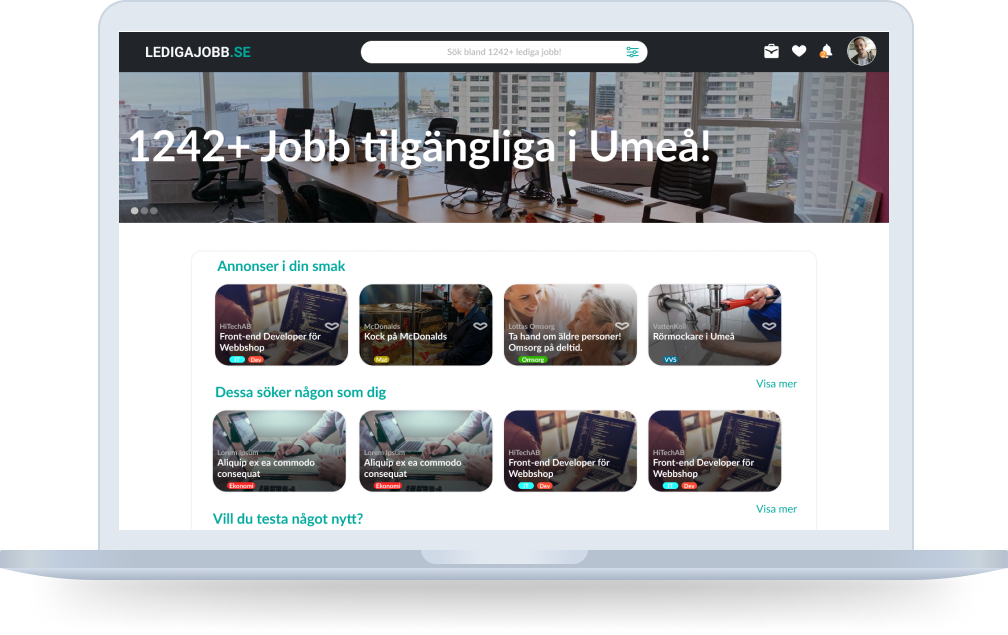 LEDIGAJOBB.SE
Sök bland 1242+ lediga jobb!
1242+ Jobb tilgängliga i Umeå!
Annonser i din smak
HiTechAB
Front-end Developer för
Webbshop
IT Dev
McDonalds
Kock på McDonalds
Mat
Lottas Omsorg
Ta hand om äldre personer!
Omsorg på deltid.
Omsorg
VattenKoll
Rörmockare i Umeå
VVS
Visa mer
Dessa söker någon som dig
Lorem Ipsum
Aliquip ex ea commodo
consequat
Ekonomi
Lorem Ipsum
Aliquip ex ea commodo
consequat
Ekonomi
HiTechAB
Front-end Developer för
Webbshop
IT Dev
HiTechAB
Front-end Developer för
Webbshop
IT Dev
Visa mer
Vill du testa något nytt?